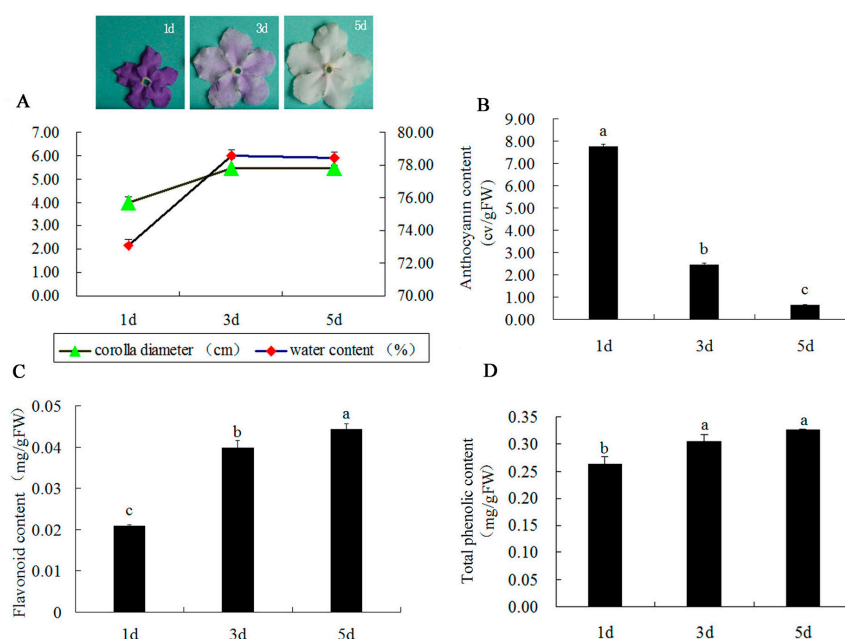 1d 3d 5d
A
7.00 80.00
6.00 78.00
5.00
4.00 76.00
3.00 74.00
2.00
1.00 72.00
0.00 70.00
1d 3d 5d
corolla diameter (cm) water content (%)
B
Anthocyanin content
(cv/gFW)
9.00
8.00
7.00
6.00
5.00
4.00
3.00
2.00
1.00
0.00
a
b
c
1d 3d 5d
C
Flavonoid content (mg/gFW)
0.05
0.04
0.03
0.02
0.01
0
c
b
a
1d 3d 5d
D
Total phenolic content
(mg/gFW)
0.35
0.30
0.25
0.20
0.15
0.10
0.05
0.00
b
a
a
1d 3d 5d